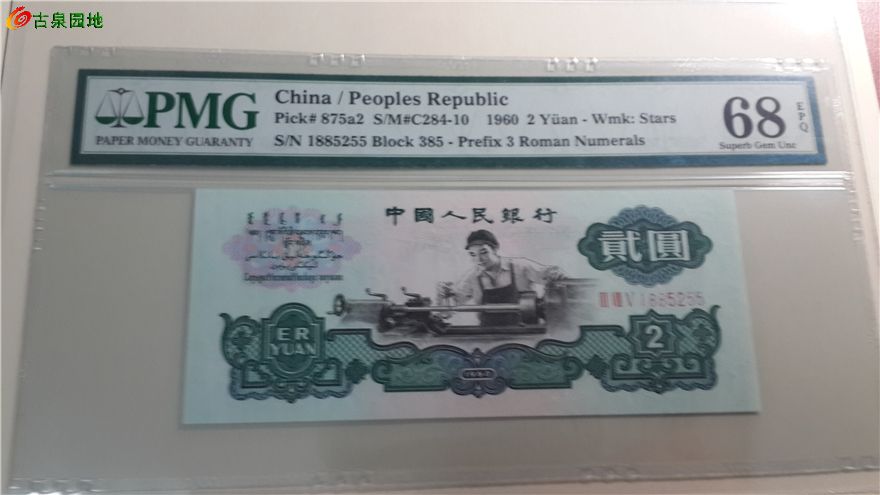 古泉园地
PMG
PAPER MONEY GUARANTY
China / Peoples Republic
Pick# 875a2 S/M#C284-10 1960 2 Yüan - Wmk: Stars
S/N 1885255 Block 385 - Prefix 3 Roman Numerals
68
EPQ
Superb Gem Unc
中國人民銀行
貳圓
III VIII V 1885255
ER
YUAN
2